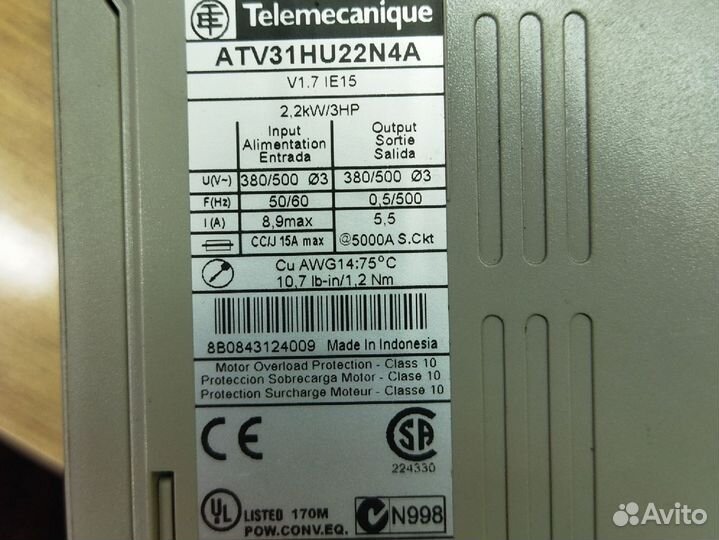 Telemecanique
ATV31HU22N4A
V1.7 IE15
2,2kW/3HP
Input Output
Alimentation Sortie
Entrada Salida
U(V~) 380/500 Ø3 380/500 Ø3
F(Hz) 50/60 0,5/500
I (A) 8,9max 5,5
CC/J 15A max @5000A S.Ckt
Cu AWG14:75°C
10,7 lb-in/1,2 Nm
8B0843124009 Made In Indonesia
Motor Overload Protection - Class 10
Proteccion Sobrecarga Motor - Clase 10
Protection Surcharge Moteur - Classe 10
CE SA
224330
UL LISTED 170M
POW.CONV.EQ.
N998
Avito